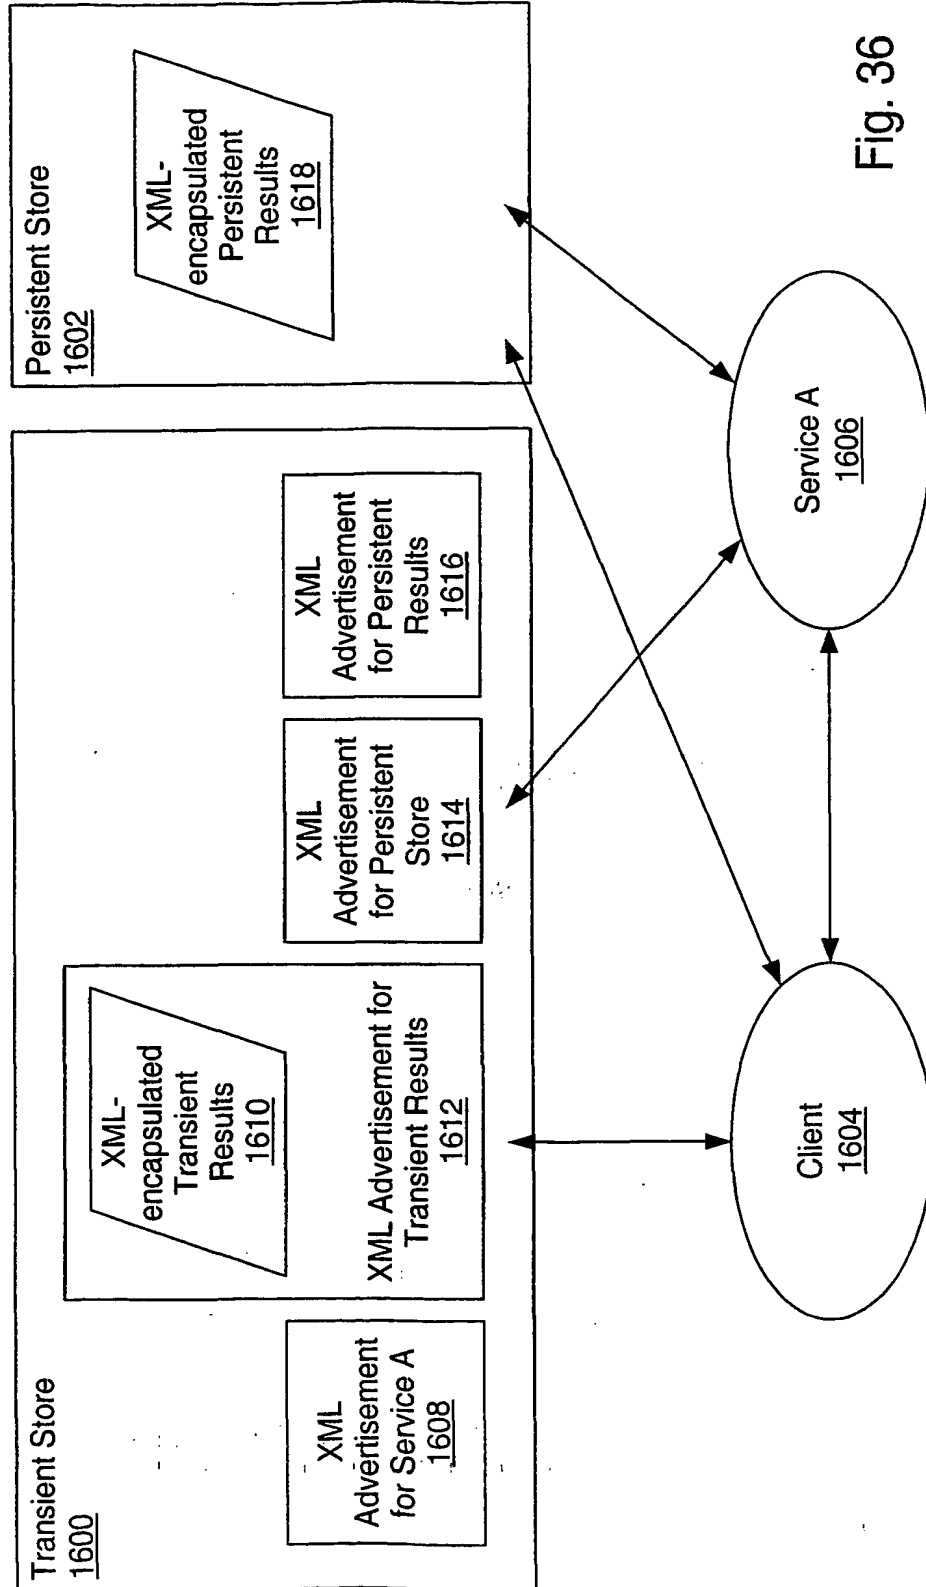 Transient Store
1600
XML
Advertisement
for Service A
1608
XML-
encapsulated
Transient
Results
1610
XML Advertisement for
Transient Results
1612
XML
Advertisement
for Persistent
Store
1614
XML
Advertisement
for Persistent
Results
1616
Persistent Store
1602
XML-
encapsulated
Persistent
Results
1618
Client
1604
Service A
1606
Fig. 36